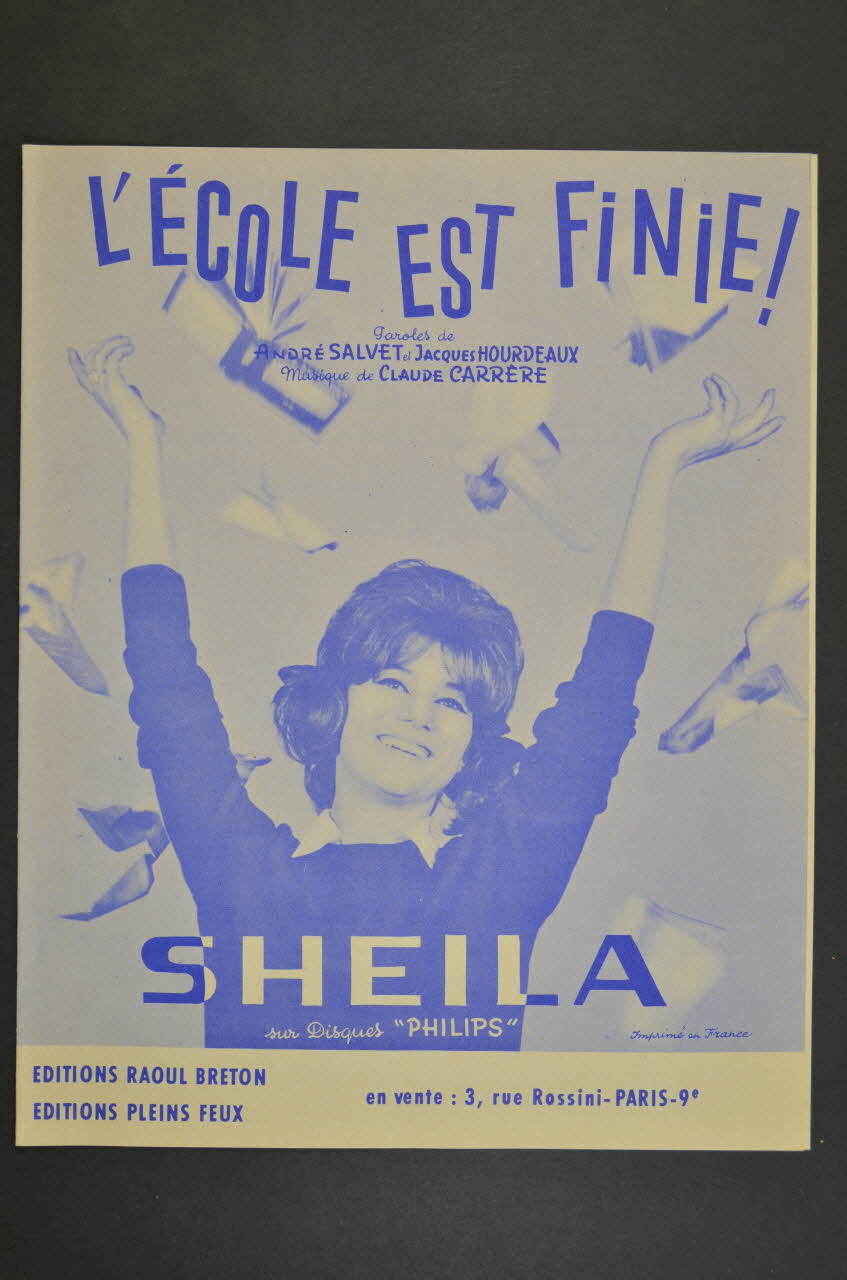 L'ÉCOLE EST FiNiE!
Paroles de
ANDRÉ SALVET et JACQUES HOURDEAUX
Musique de CLAUDE CARRÈRE
SHEILA
sur Disques "PHILIPS"
Imprimé en France
EDITIONS RAOUL BRETON
EDITIONS PLEINS FEUX
en vente : 3, rue Rossini-PARIS-9e